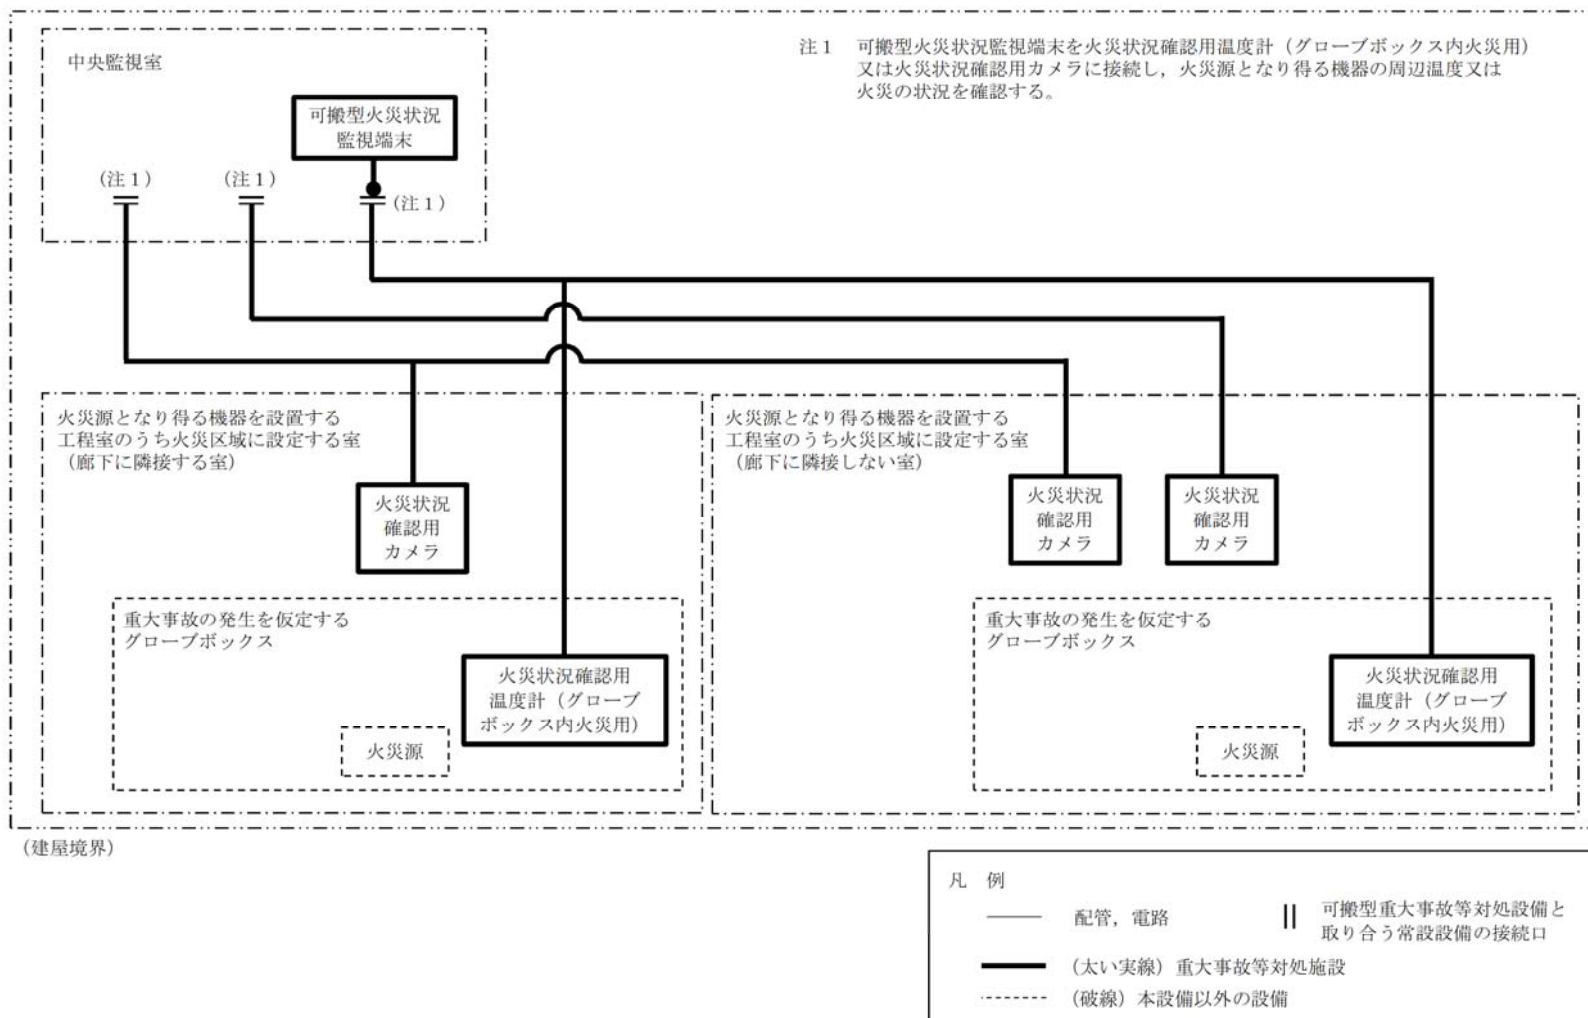 中央監視室
注１　可搬型火災状況監視端末を火災状況確認用温度計（グローブボックス内火災用）
又は火災状況確認用カメラに接続し，火災源となり得る機器の周辺温度又は
火災の状況を確認する。
可搬型火災状況
監視端末
（注１）
（注１）
（注１）
火災源となり得る機器を設置する
工程室のうち火災区域に設定する室
（廊下に隣接する室）
火災状況
確認用
カメラ
重大事故の発生を仮定する
グローブボックス
火災状況確認用
温度計（グローブ
ボックス内火災用）
火災源
火災源となり得る機器を設置する
工程室のうち火災区域に設定する室
（廊下に隣接しない室）
火災状況
確認用
カメラ
火災状況
確認用
カメラ
重大事故の発生を仮定する
グローブボックス
火災状況確認用
温度計（グローブ
ボックス内火災用）
火災源
（建屋境界）
凡　例
配管，電路
可搬型重大事故等対処設備と
取り合う常設設備の接続口
（太い実線）重大事故等対処施設
（破線）本設備以外の設備